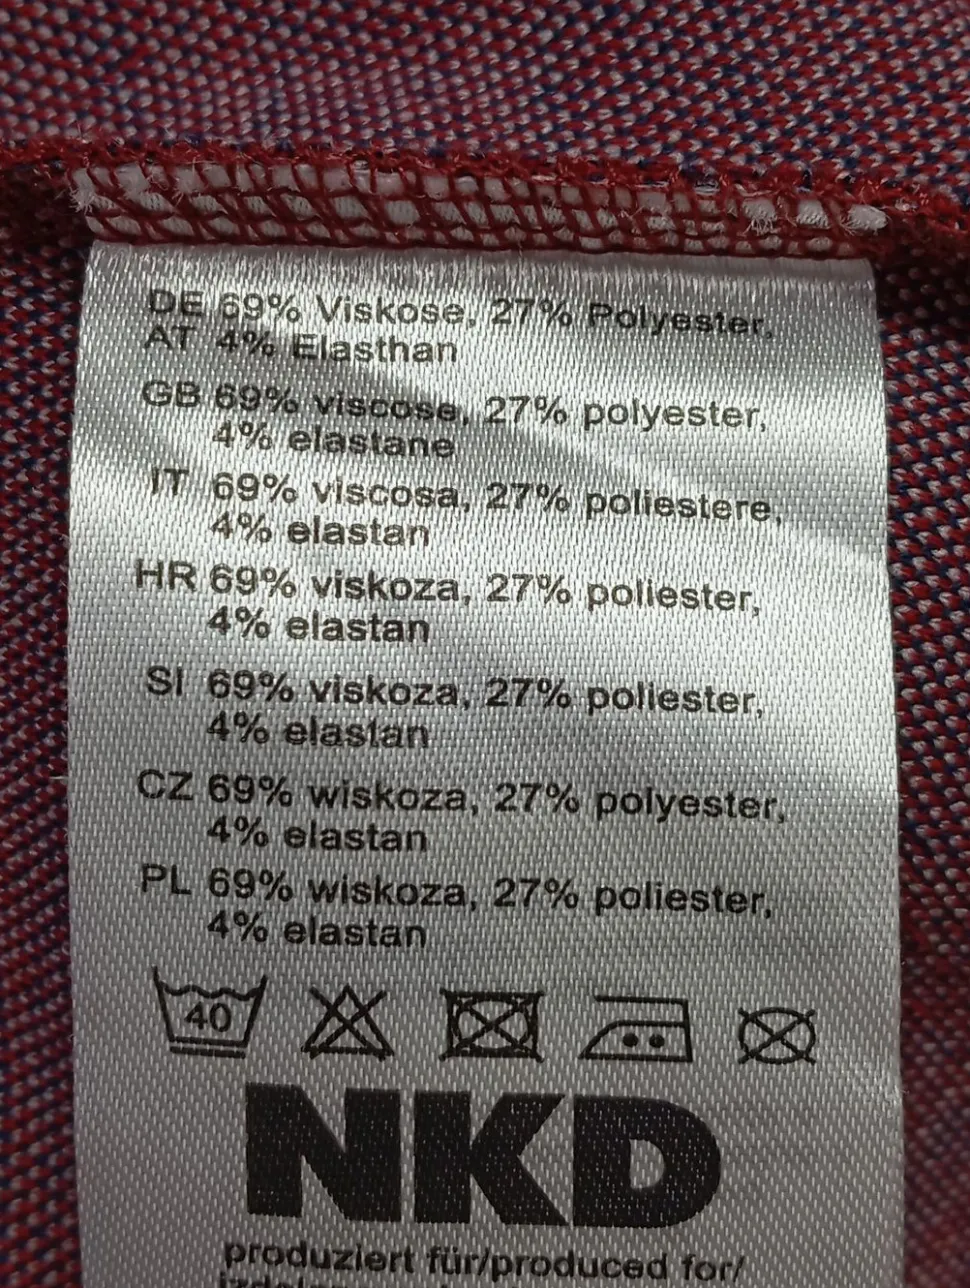 DE 69% Viskose, 27% Polyester,
AT 4% Elasthan
GB 69% viscose, 27% polyester,
4% elastane
IT 69% viscosa, 27% poliestere,
4% elastan
HR 69% viskoza, 27% poliester,
4% elastan
SI 69% viskoza, 27% poliester,
4% elastan
CZ 69% wiskoza, 27% polyester,
4% elastan
PL 69% wiskoza, 27% poliester,
4% elastan
40
NKD
produziert für/produced for/